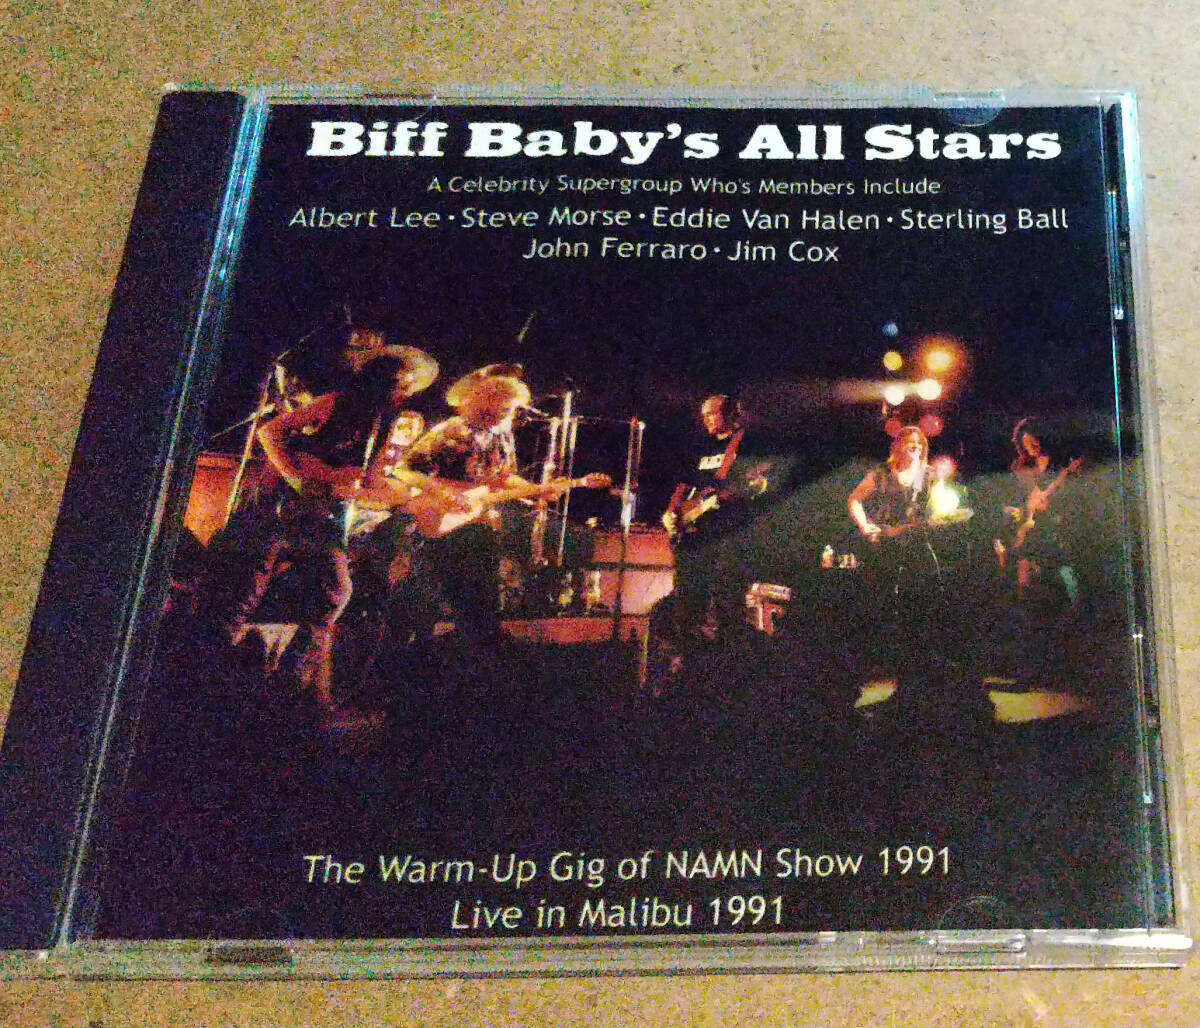 Biff Baby's All Stars
A Celebrity Supergroup Who's Members Include
Albert Lee · Steve Morse · Eddie Van Halen · Sterling Ball
John Ferraro · Jim Cox
The Warm-Up Gig of NAMN Show 1991
Live in Malibu 1991